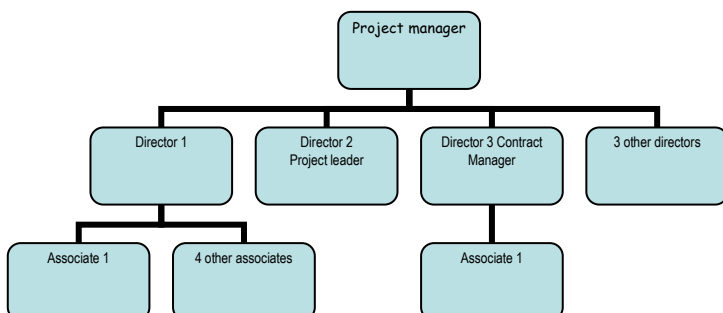 Project manager
Director 1
Director 2
Project leader
Director 3 Contract
Manager
3 other directors
Associate 1
4 other associates
Associate 1